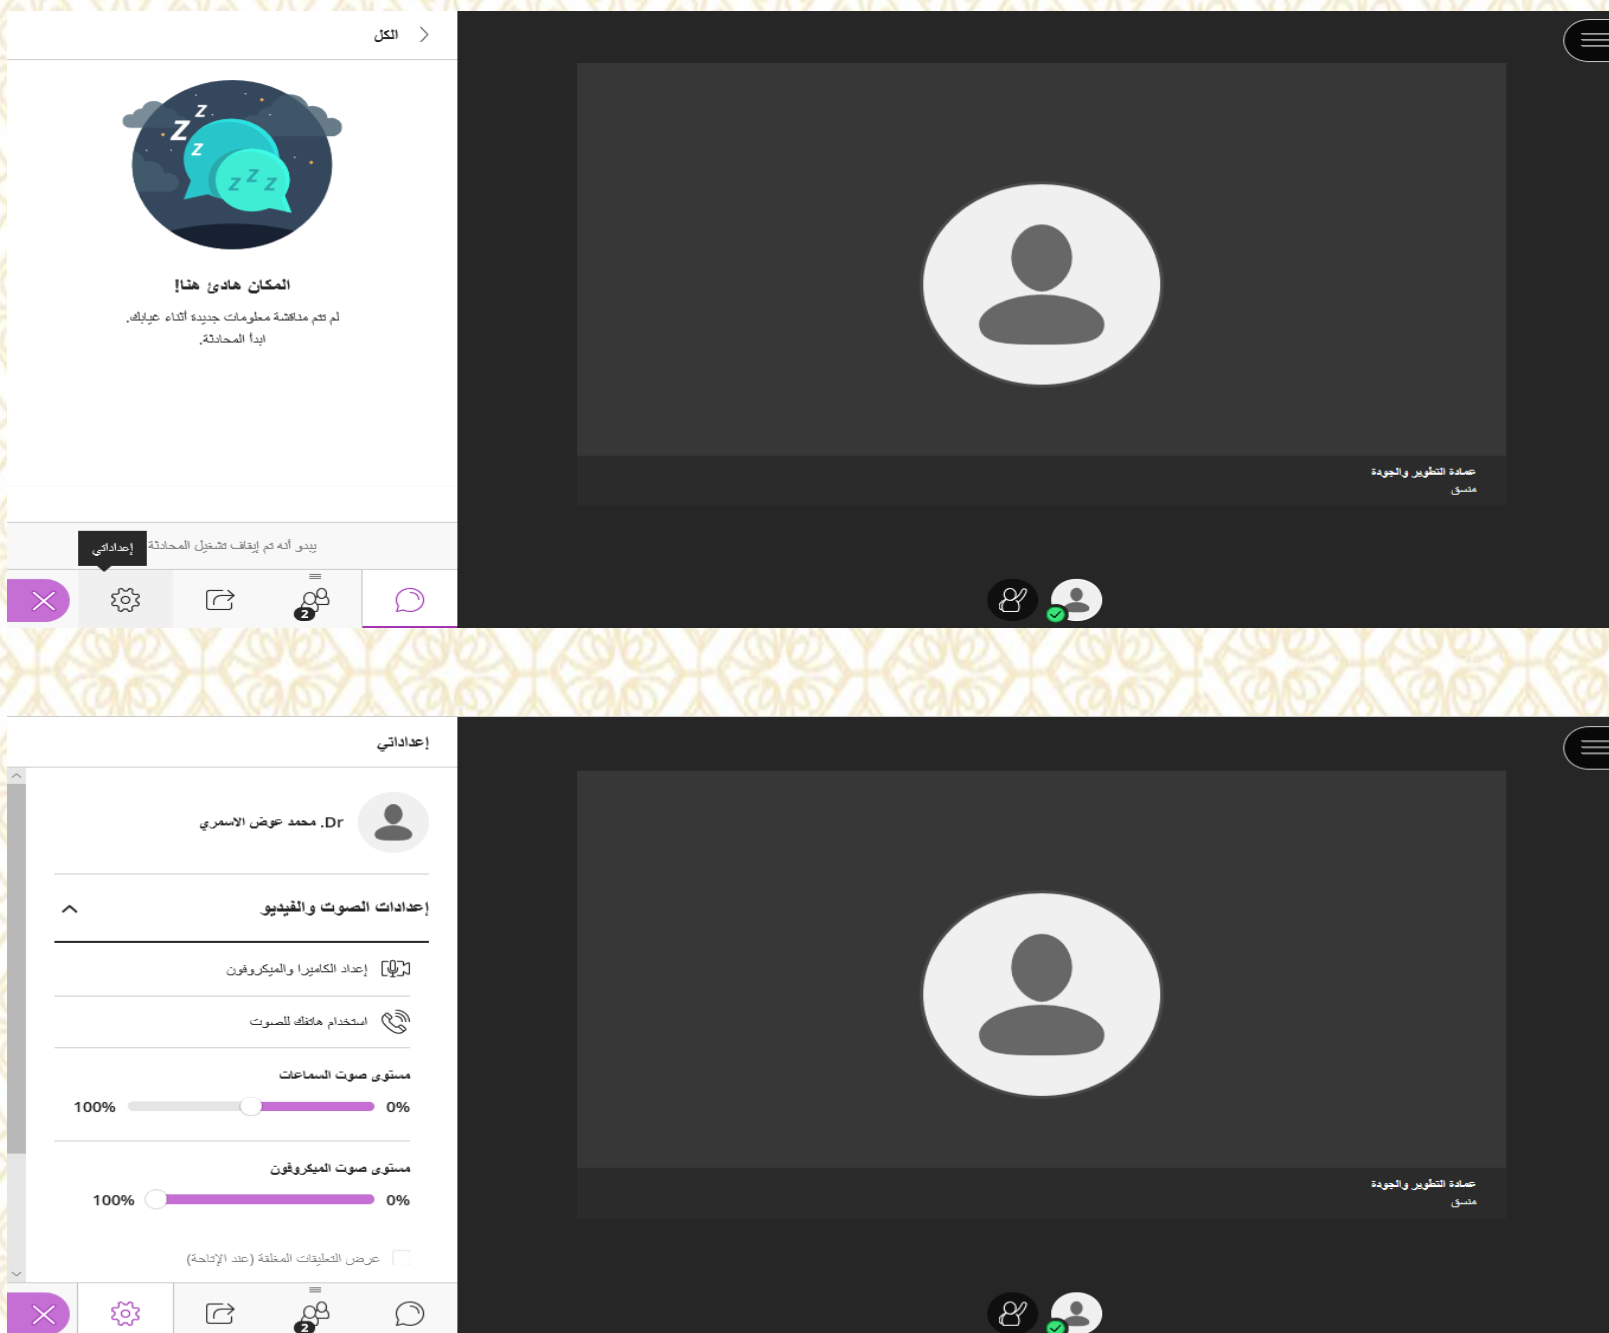 الكل
z
z
z
z z z
المكان هادئ هنا!
لم تتم مناقشة معلومات جديدة أثناء غيابك.
ابدأ المحادثة.
يبدو أنه تم إيقاف تشغيل المحادثة
إعداداتي
2
عمادة التطوير والجودة
منسق
إعداداتي
Dr. محمد عوض الاسمري
إعدادات الصوت والفيديو
إعداد الكاميرا والميكروفون
استخدام هاتفك للصوت
مستوى صوت السماعات
0% 100%
مستوى صوت الميكروفون
0% 100%
عرض التعليقات المغلقة (عند الإتاحة)
2
عمادة التطوير والجودة
منسق